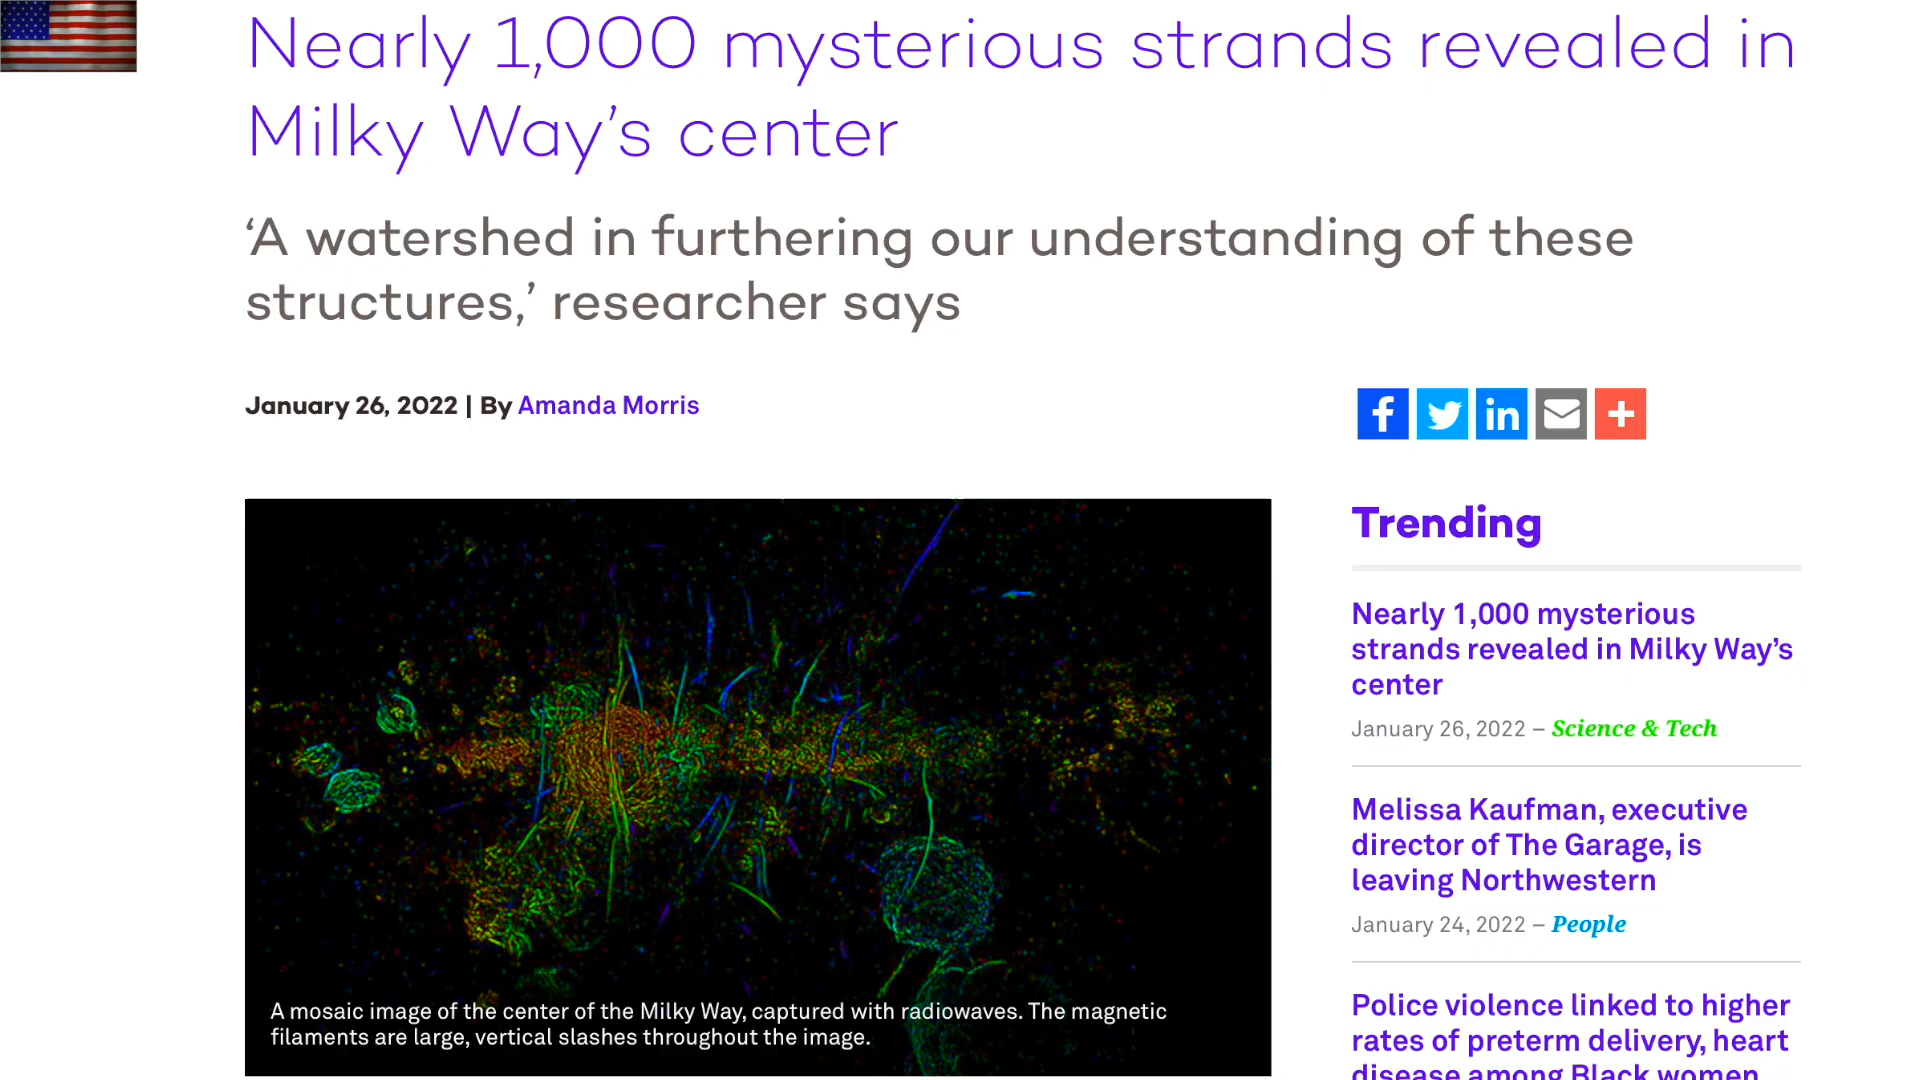 Nearly 1,000 mysterious strands revealed in
Milky Way’s center
‘A watershed in furthering our understanding of these
structures,’ researcher says
January 26, 2022 | By Amanda Morris
A mosaic image of the center of the Milky Way, captured with radiowaves. The magnetic
filaments are large, vertical slashes throughout the image.
Trending
Nearly 1,000 mysterious
strands revealed in Milky Way’s
center
January 26, 2022 – Science & Tech
Melissa Kaufman, executive
director of The Garage, is
leaving Northwestern
January 24, 2022 – People
Police violence linked to higher
rates of preterm delivery, heart
disease among Black women